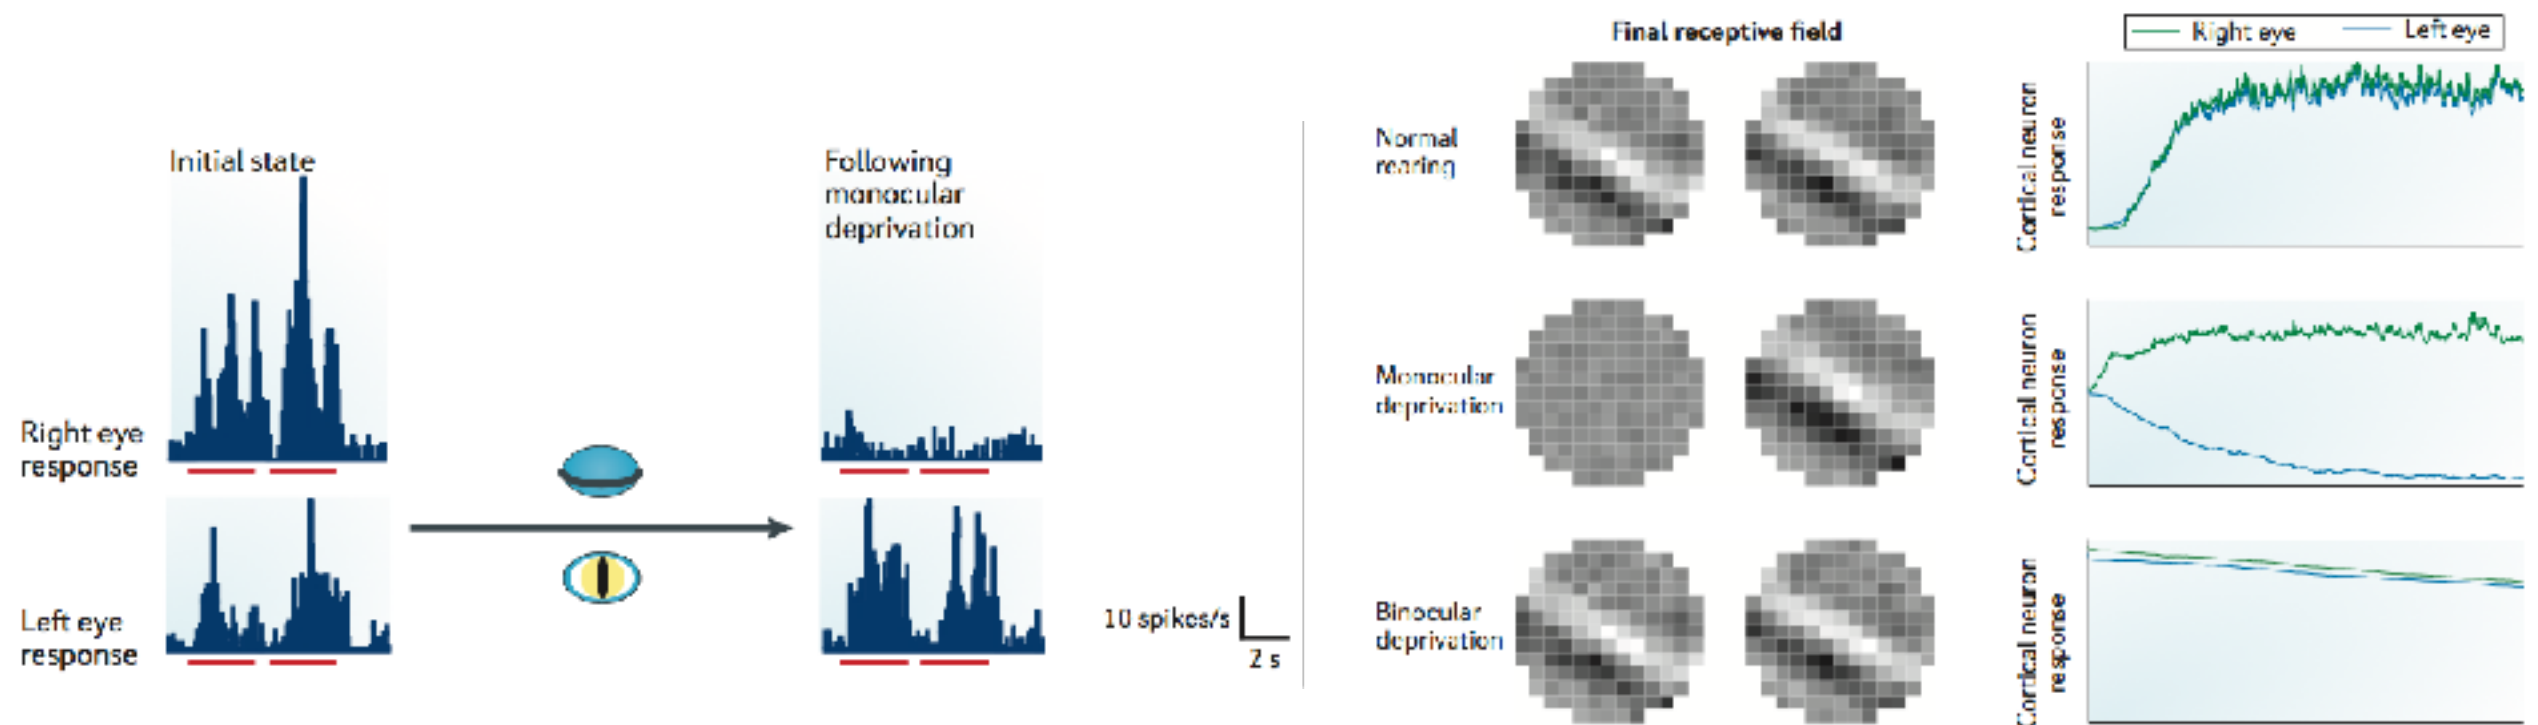 Initial state
Following
monocular
deprivation
Right eye
response
Left eye
response
10 spikes/s
2 s
Final receptive field
Right eye
Left eye
Normal
rearing
Cortical neuron
response
Monocular
deprivation
Cortical neuron
response
Binocular
deprivation
Cortical neuron
response